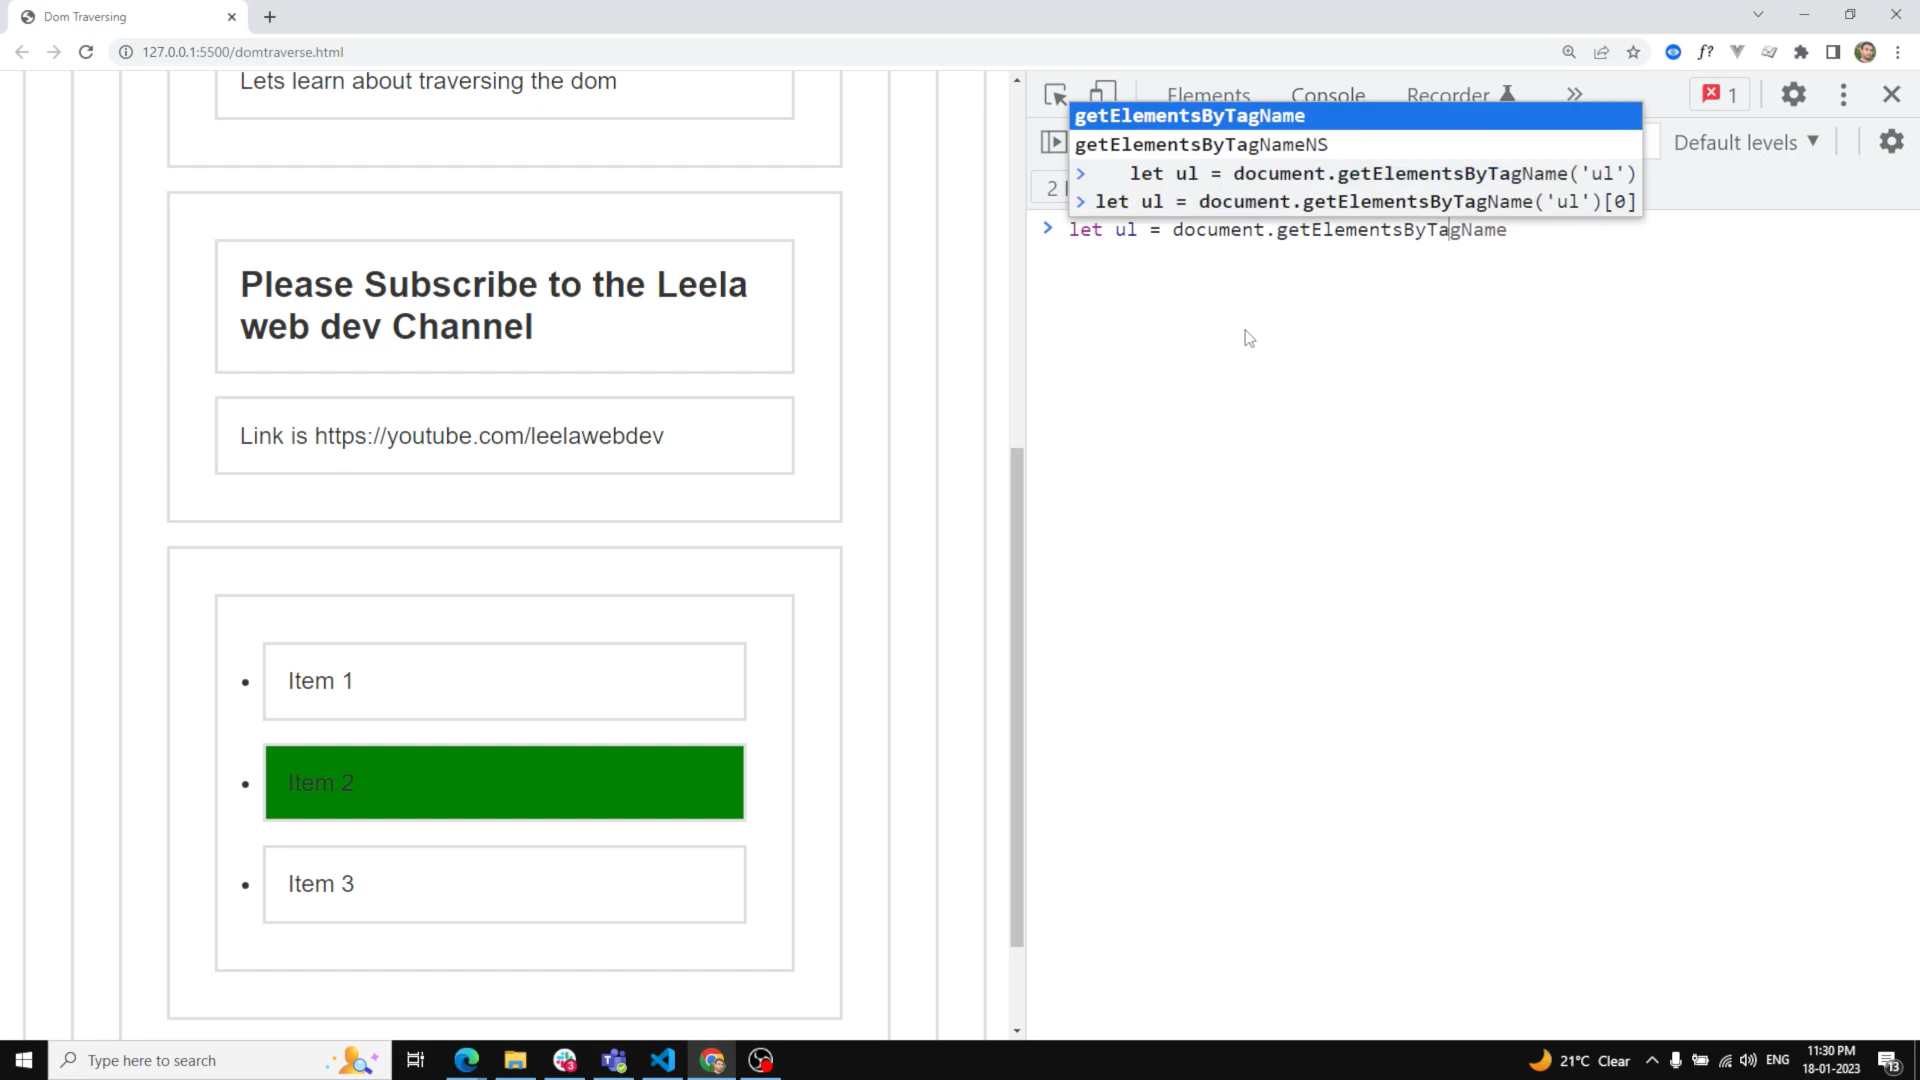 Dom Traversing
127.0.0.1:5500/domtraverse.html
Lets learn about traversing the dom
Please Subscribe to the Leela
web dev Channel
Link is https://youtube.com/leelawebdev
Item 1
Item 2
Item 3
Elements
Console
Recorder
1
Default levels
2
getElementsByTagName
getElementsByTagNameNS
> let ul = document.getElementsByTagName('ul')
> let ul = document.getElementsByTagName('ul')[0]
> let ul = document.getElementsByTagName
Type here to search
21°C Clear
ENG
11:30 PM
18-01-2023
13